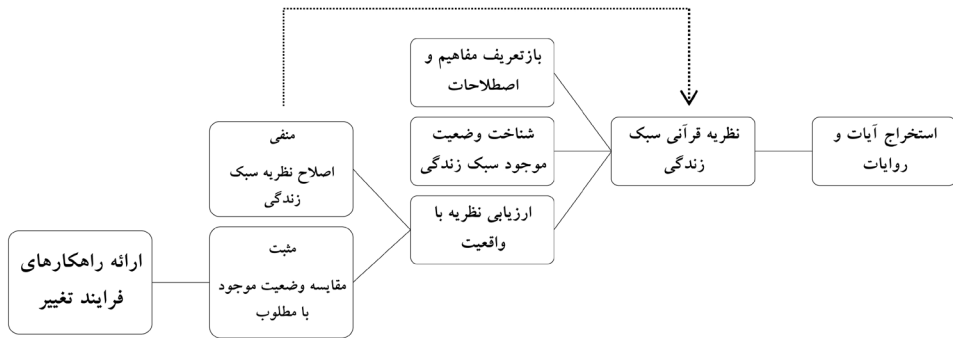 استخراج آیات و
روایات
نظریه قرآنی سبک
زندگی
بازتعریف مفاهیم و
اصطلاحات
شناخت وضعیت
موجود سبک زندگی
ارزیابی نظریه با
واقعیت
منفی
اصلاح نظریه سبک
زندگی
مثبت
مقایسه وضعیت موجود
با مطلوب
ارائه راهکارهای
فرایند تغییر